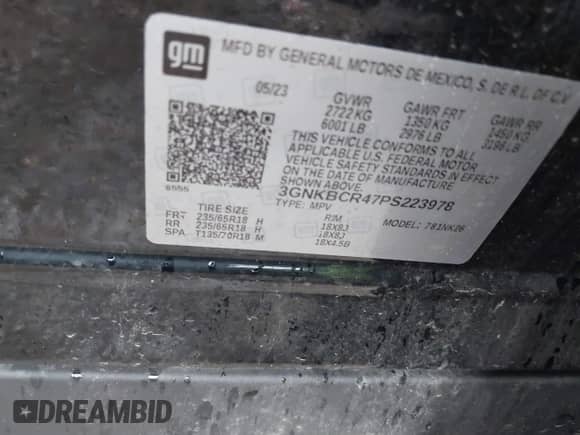 gm
MFD BY GENERAL MOTORS DE MEXICO, S. DE R.L. DE C.V
05/23
GVWR
2722 KG
6001 LB
GAWR FRT
1350 KG
2976 LB
GAWR RR
1450 KG
3196 LB
THIS VEHICLE CONFORMS TO ALL
APPLICABLE U.S. FEDERAL MOTOR
VEHICLE SAFETY STANDARDS IN EFFECT
ON THE DATE OF MANUFACTURE
SHOWN ABOVE.
3GNKBCR47PS223978
TYPE: MPV
MODEL:
6555
TIRE SIZE
RIM
FRT 235/65R18 H 18X8J
RR 235/65R18 H 18X8J
SPA T135/70R18 M 18X4.5B
DREAMBID